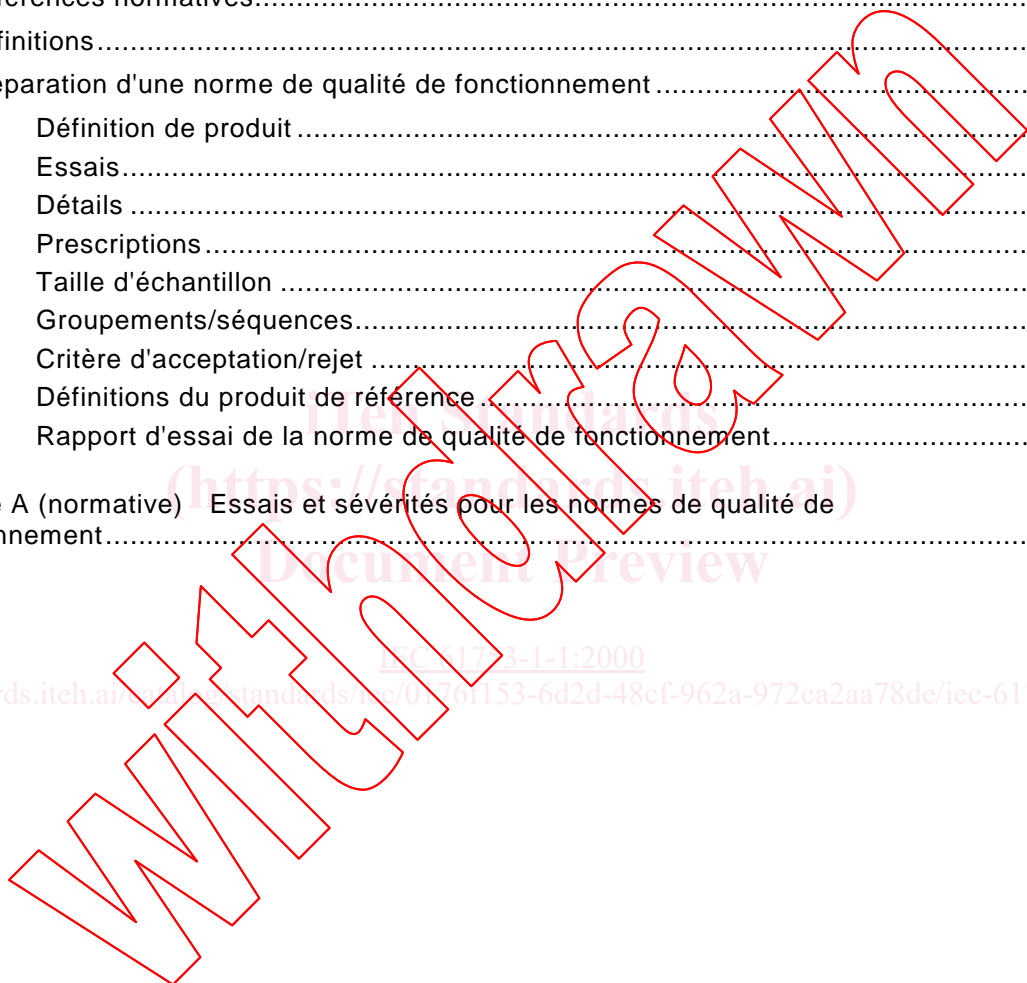 férences normatives
finitions
éparation d'une norme de qualité de fonctionnement
Définition de produit
Essais
Détails
Prescriptions
Taille d'échantillon
Groupements/séquences
Critère d'acceptation/rejet
Définitions du produit de référence
Rapport d'essai de la norme de qualité de fonctionnement
iTeh Standards
(https://standards.iteh.ai)
e A (normative) Essais et sévérités pour les normes de qualité de
nnement
Document Preview
IEC 61753-1-1:2000
rds.iteh.ai/catalog/standards/iec/0176f153-6d2d-48cf-962a-972ca2aa78de/iec-61
withdrawn